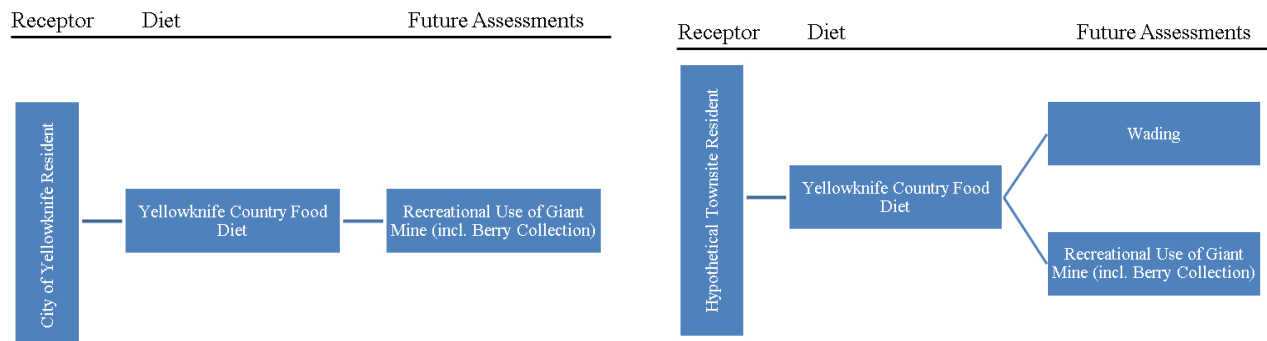 Receptor Diet Future Assessments
City of Yellowknife Resident
Yellowknife Country Food
Diet
Recreational Use of Giant
Mine (incl. Berry Collection)
Receptor Diet Future Assessments
Hypothetical Townsite Resident
Yellowknife Country Food
Diet
Wading
Recreational Use of Giant
Mine (incl. Berry Collection)